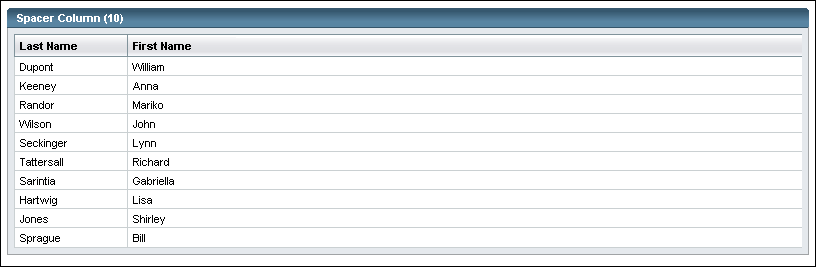 Spacer Column (10)
Last Name First Name
Dupont William
Keeney Anna
Randor Mariko
Wilson John
Seckinger Lynn
Tattersall Richard
Sarintia Gabriella
Hartwig Lisa
Jones Shirley
Sprague Bill